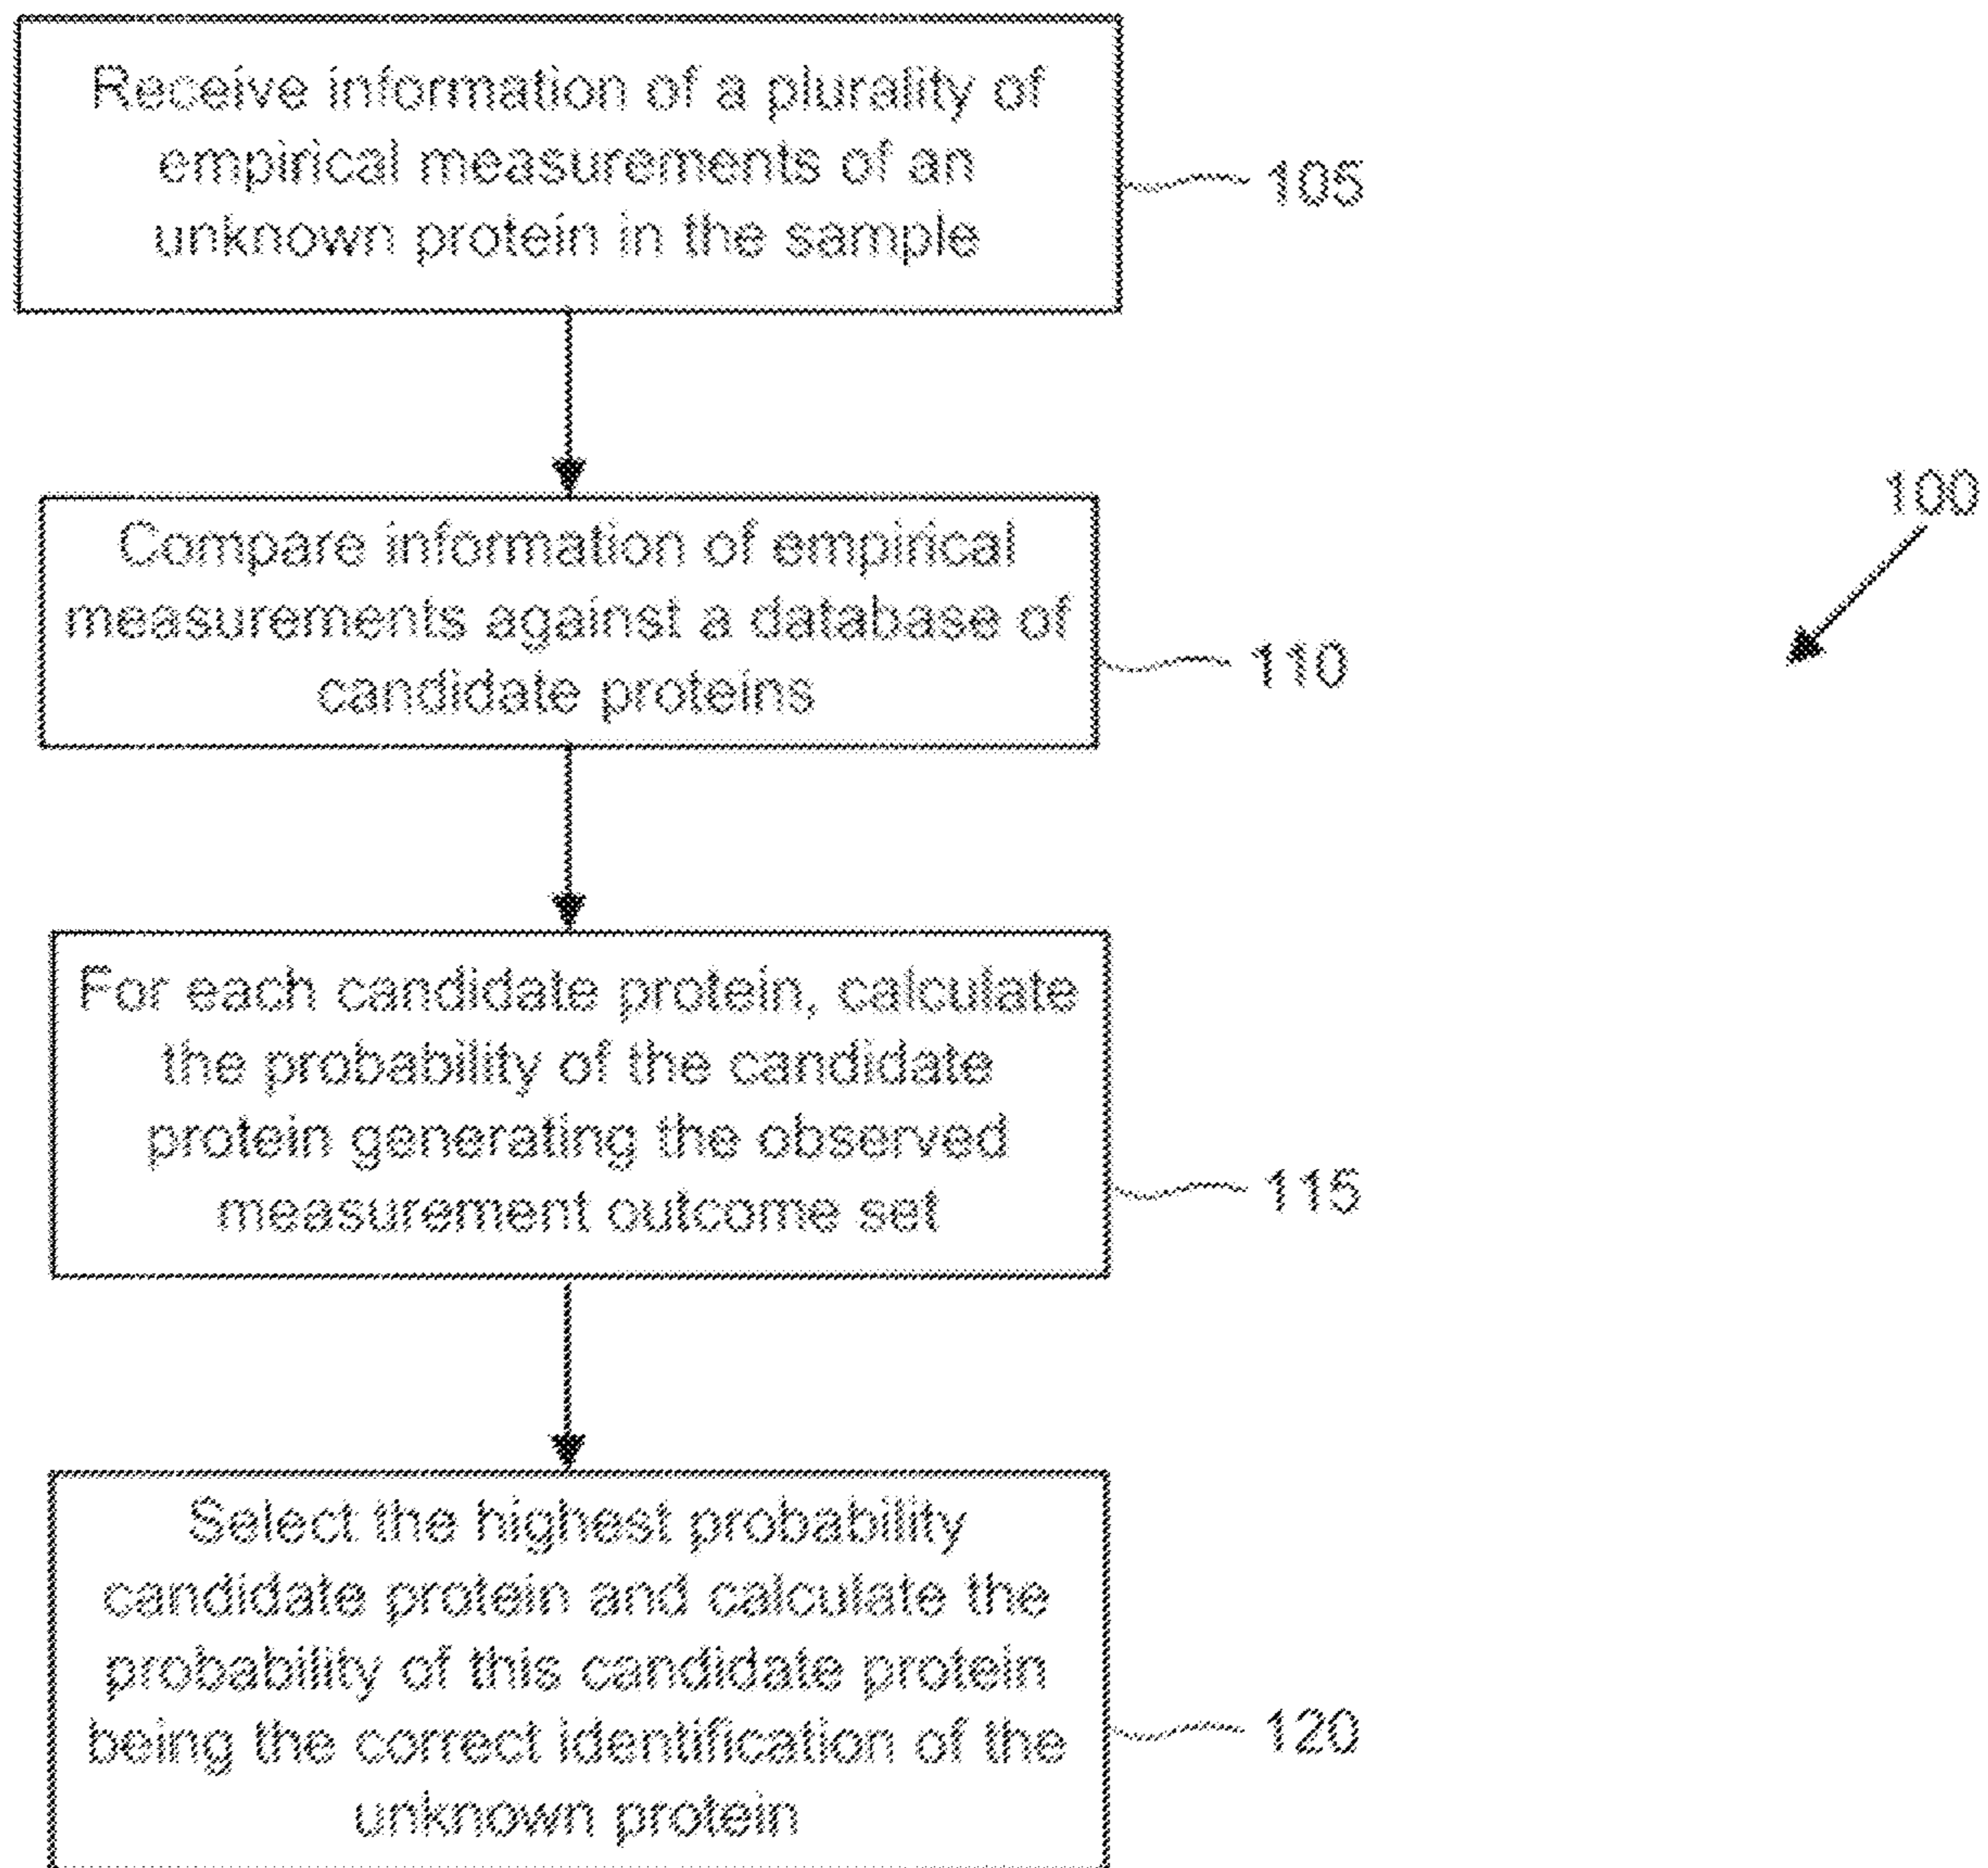 Receive information of a plurality of
empirical measurements of an
unknown protein in the sample
105
100
Compare information of empirical
measurements against a database of
candidate proteins
110
For each candidate protein, calculate
the probability of the candidate
protein generating the observed
measurement outcome set
115
Select the highest probability
candidate protein and calculate the
probability of this candidate protein
being the correct identification of the
unknown protein
120